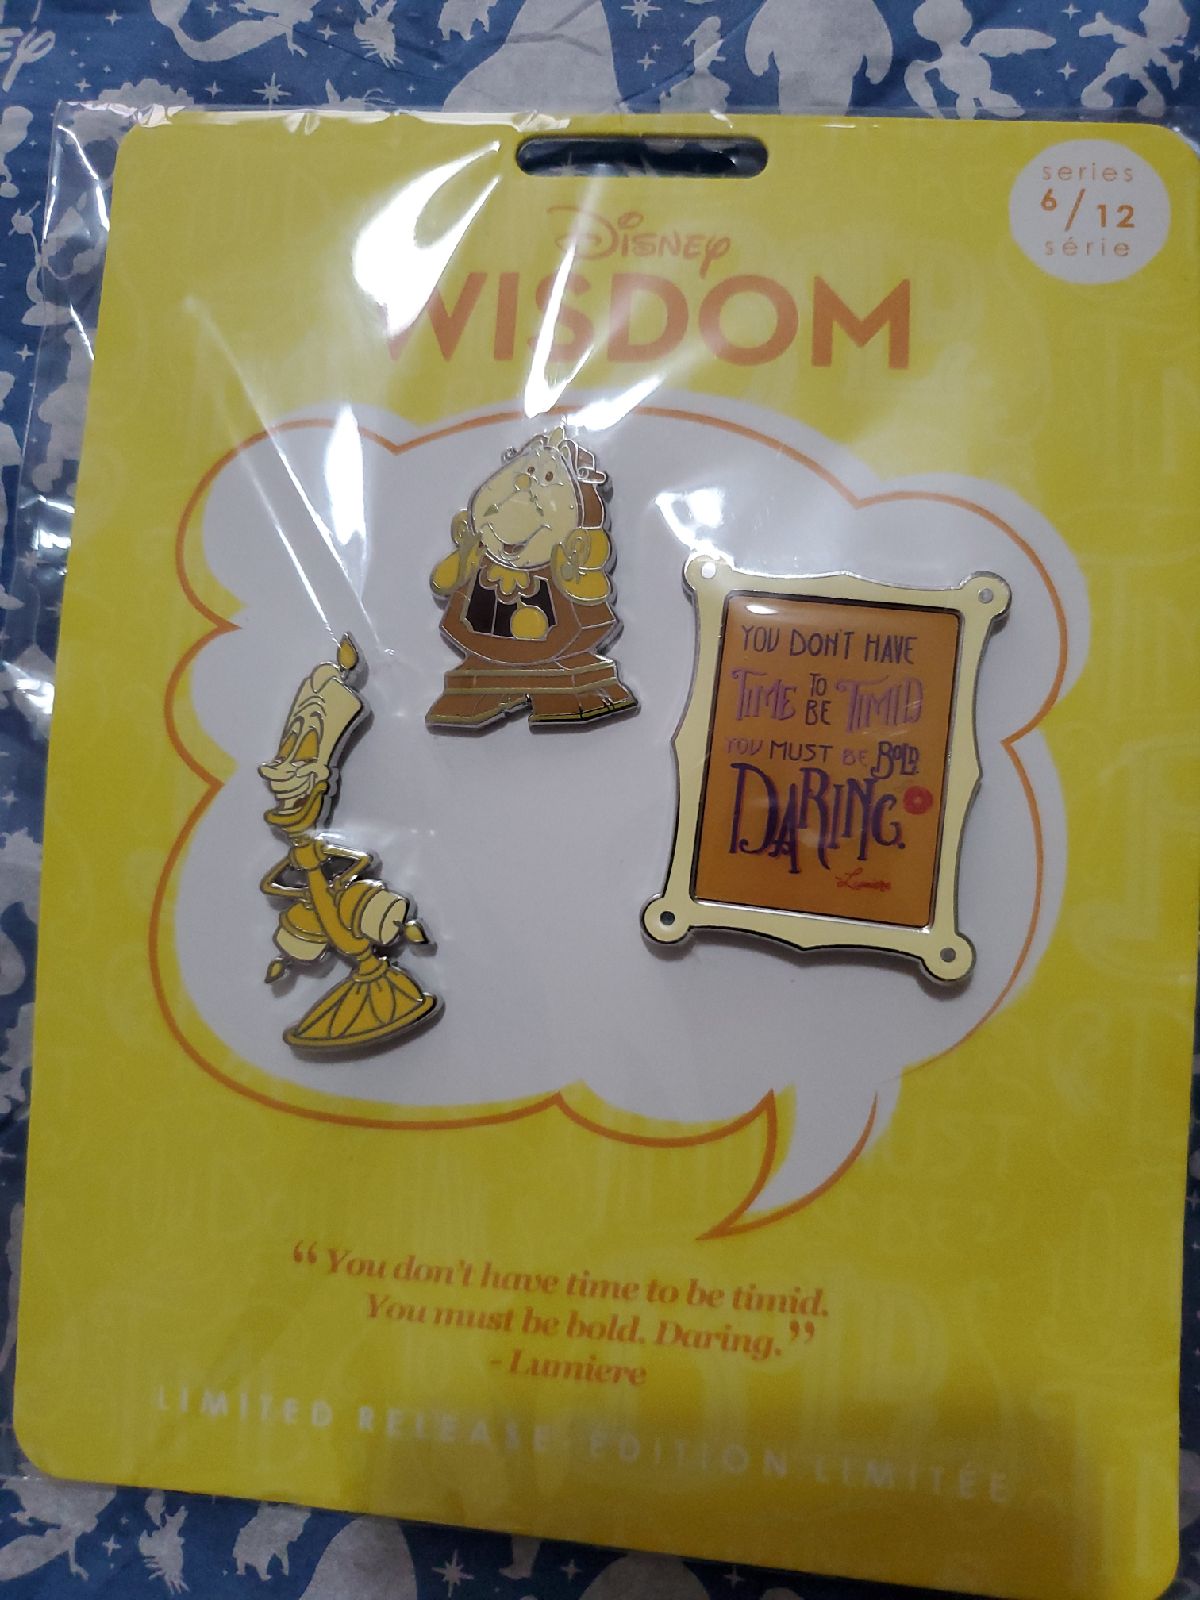 series
6/12
série
Disney
WISDOM
YOU DON'T HAVE
TIME TO BE TIMID
YOU MUST BE BOLD.
DARING.
Lumiere
“You don't have time to be timid.
You must be bold. Daring.”
- Lumiere
LIMITED RELEASE · EDITION LIMITÉE